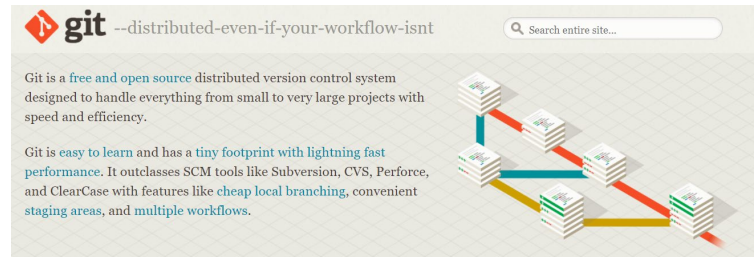 git --distributed-even-if-your-workflow-isnt
Search entire site...
Git is a free and open source distributed version control system
designed to handle everything from small to very large projects with
speed and efficiency.
Git is easy to learn and has a tiny footprint with lightning fast
performance. It outclasses SCM tools like Subversion, CVS, Perforce,
and ClearCase with features like cheap local branching, convenient
staging areas, and multiple workflows.